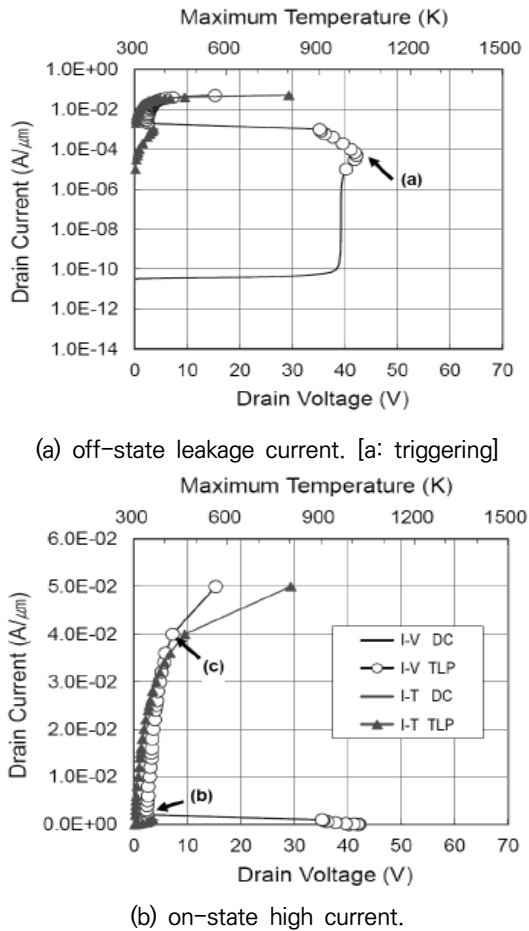 Maximum Temperature (K)
300 600 900 1200 1500
1.0E+00
1.0E-02
1.0E-04
1.0E-06
1.0E-08
1.0E-10
1.0E-12
1.0E-14
Drain Current (A/㎛)
(a)
0 10 20 30 40 50 60 70
Drain Voltage (V)
(a) off-state leakage current. [a: triggering]
Maximum Temperature (K)
300 600 900 1200 1500
6.0E-02
5.0E-02
4.0E-02
3.0E-02
2.0E-02
1.0E-02
0.0E+00
Drain Current (A/㎛)
(c)
(b)
I-V DC
I-V TLP
I-T DC
I-T TLP
0 10 20 30 40 50 60 70
Drain Voltage (V)
(b) on-state high current.